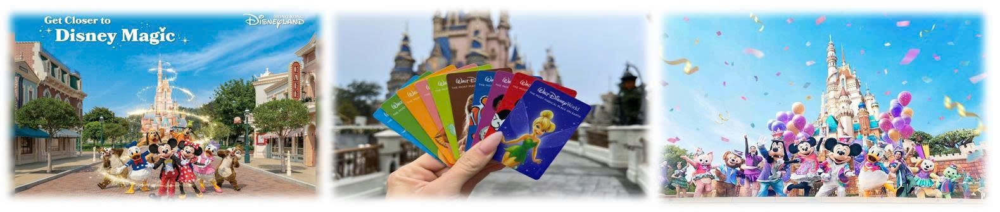 Get Closer to
Disney Magic
HONG KONG
DISNEYLAND
CAFE
WALT DISNEY World
THE MOST MAGICAL PLACE ON EARTH